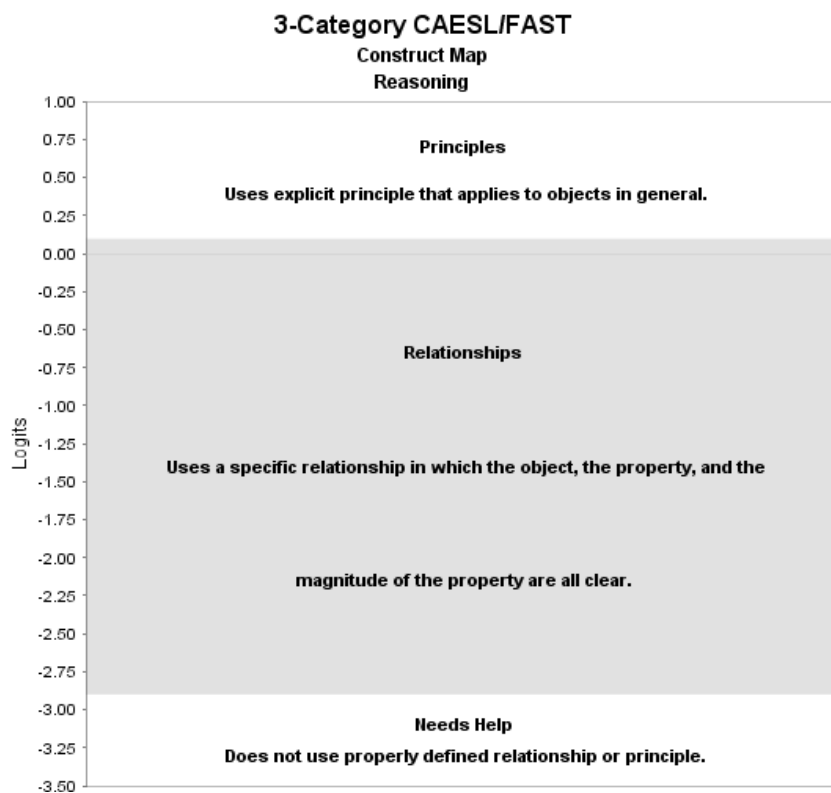 3-Category CAESL/FAST
Construct Map
Reasoning
1.00
0.75
Principles
0.50
Uses explicit principle that applies to objects in general.
0.25
0.00
-0.25
-0.50
Relationships
-0.75
-1.00
Logits
-1.25
Uses a specific relationship in which the object, the property, and the
-1.50
-1.75
-2.00
magnitude of the property are all clear.
-2.25
-2.50
-2.75
-3.00
Needs Help
-3.25
Does not use properly defined relationship or principle.
-3.50